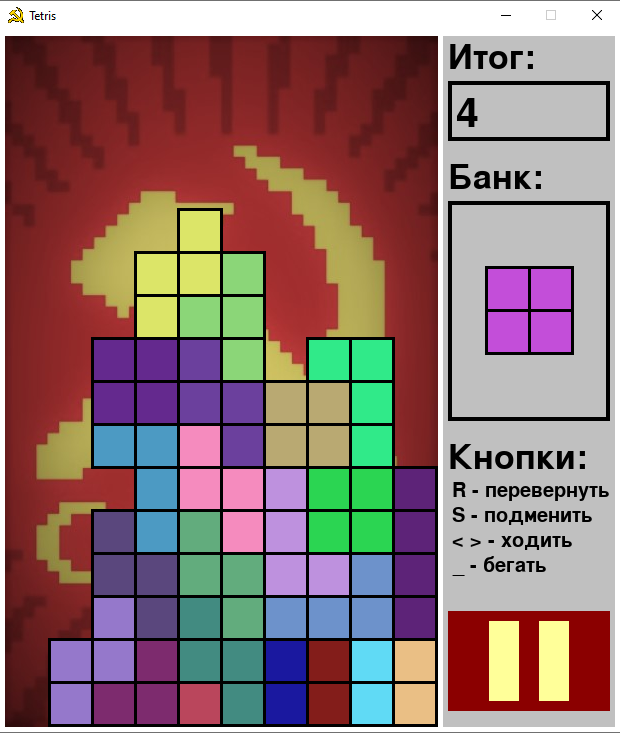 Tetris
Итог:
4
Банк:
Кнопки:
R - перевернуть
S - подменить
< > - ходить
_ - бегать